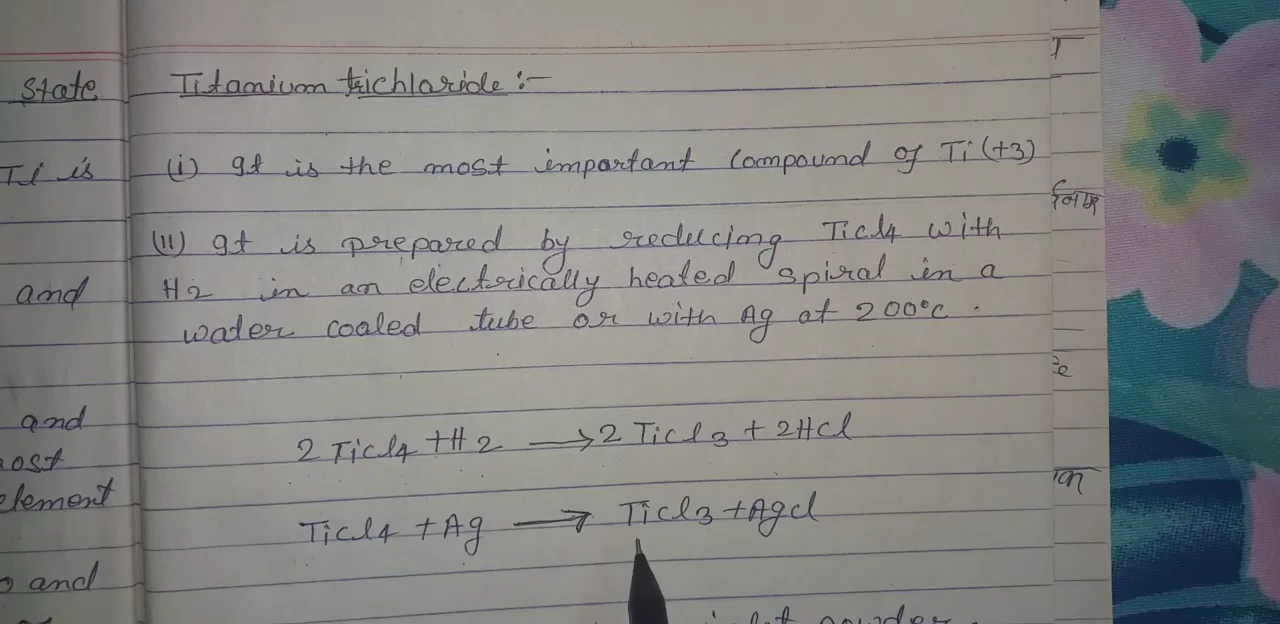 State
Titanium trichloride :-
Ti is
(i) It is the most important compound of Ti (+3)
(ii) It is prepared by reducing TiCl4 with
and
H2 in an electrically heated spiral in a
water cooled tube or with Ag at 200°C.
and
2 TiCl4 + H2 → 2 TiCl3 + 2HCl
element
TiCl4 + Ag → TiCl3 + AgCl
and
powder.